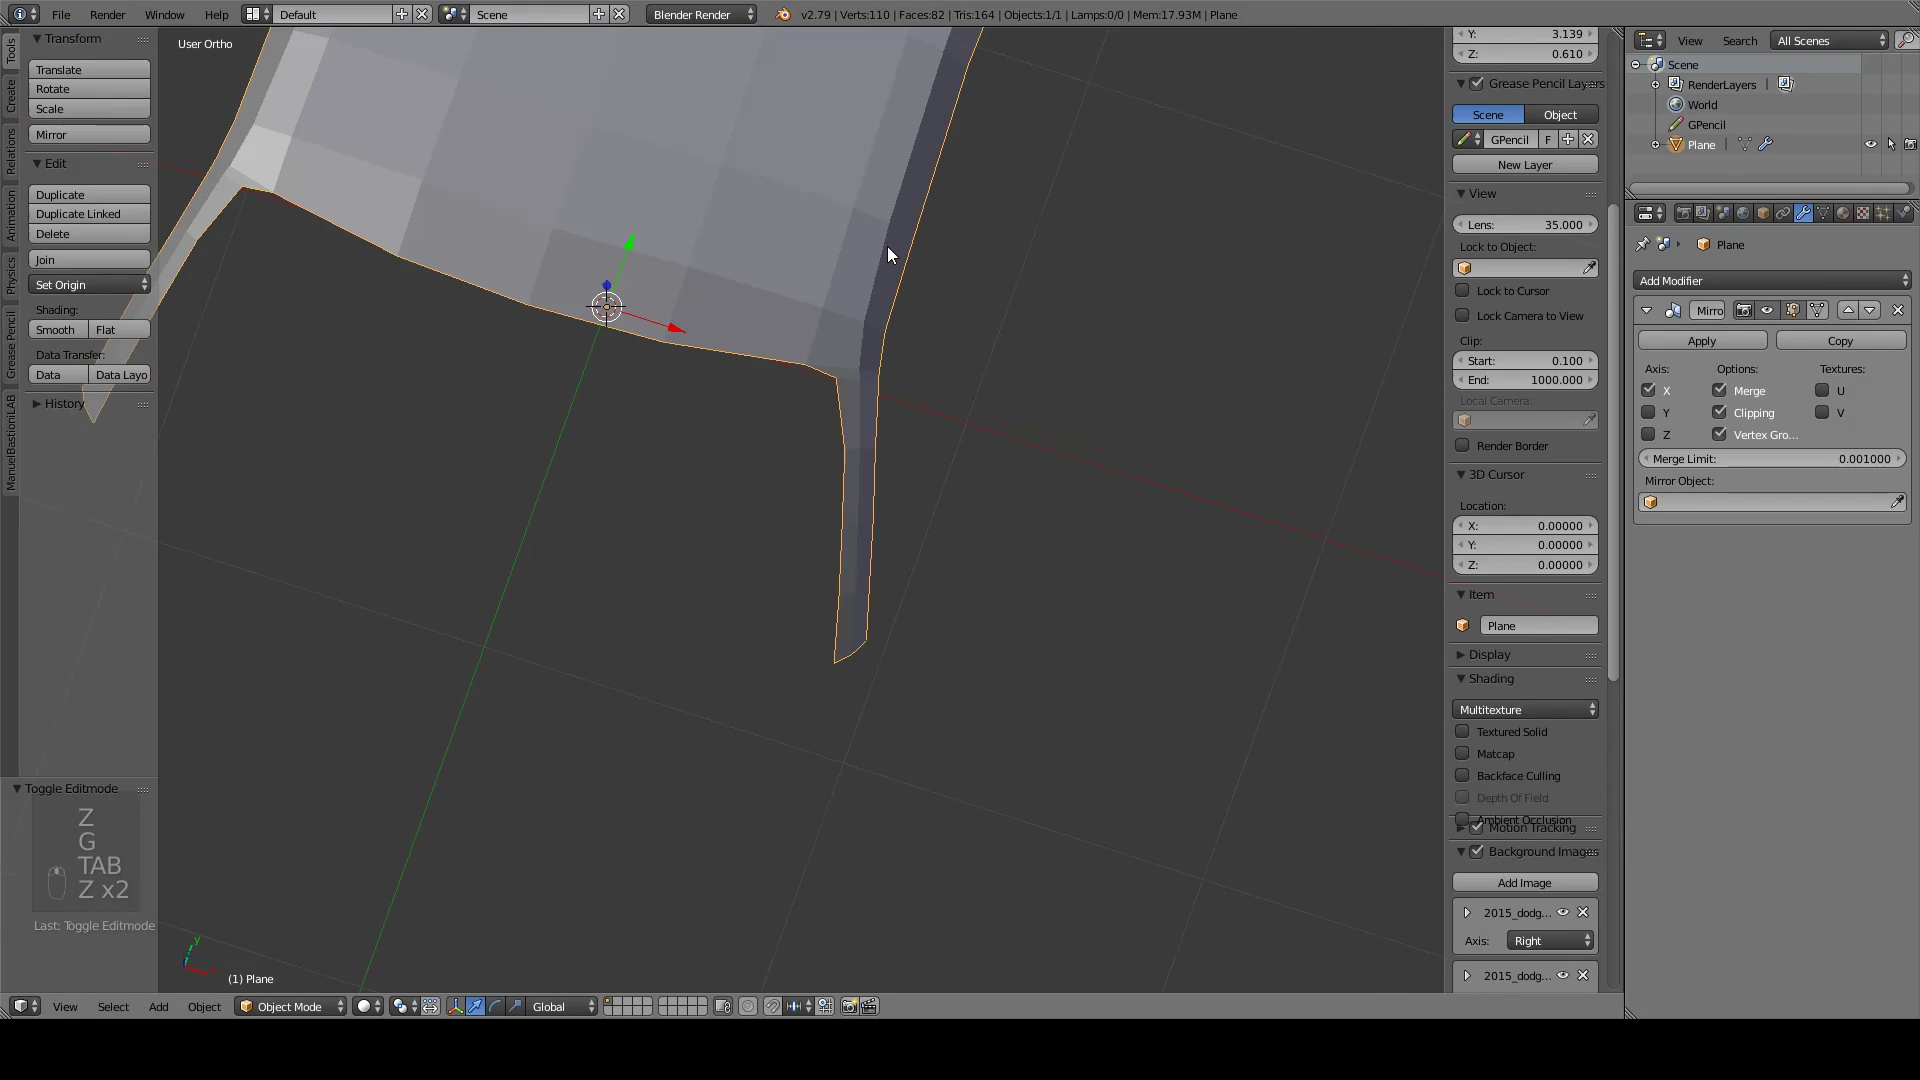 File Render Window Help Default Scene Blender Render v2.79 | Verts:110 | Faces:82 | Tris:164 | Objects:1/1 | Lamps:0/0 | Mem:17.93M | Plane
Transform
Translate
Rotate
Scale
Mirror
Edit
Duplicate
Duplicate Linked
Delete
Join
Set Origin
Shading:
Smooth Flat
Data Transfer:
Data Data Layo
History
Tools
Create
Relations
Animation
Physics
Grease Pencil
ManuelBastioniLAB
Toggle Editmode
Z
G
TAB
Z x2
Last: Toggle Editmode
User Ortho
y
(1) Plane
View Select Add Object Object Mode Global
Y: 3.139
Z: 0.610
Grease Pencil Layers
Scene Object
GPencil F
New Layer
View
Lens: 35.000
Lock to Object:
Lock to Cursor
Lock Camera to View
Clip:
Start: 0.100
End: 1000.000
Local Camera:
Render Border
3D Cursor
Location:
X: 0.00000
Y: 0.00000
Z: 0.00000
Item
Plane
Display
Shading
Multitexture
Textured Solid
Matcap
Backface Culling
Depth Of Field
Ambient Occlusion
Motion Tracking
Background Images
Add Image
2015_dodg...
Axis: Right
2015_dodg...
View Search All Scenes
Scene
RenderLayers
World
GPencil
Plane
Plane
Add Modifier
Mirro
Apply Copy
Axis: Options: Textures:
X Merge U
Y Clipping V
Z Vertex Gro...
Merge Limit: 0.001000
Mirror Object: